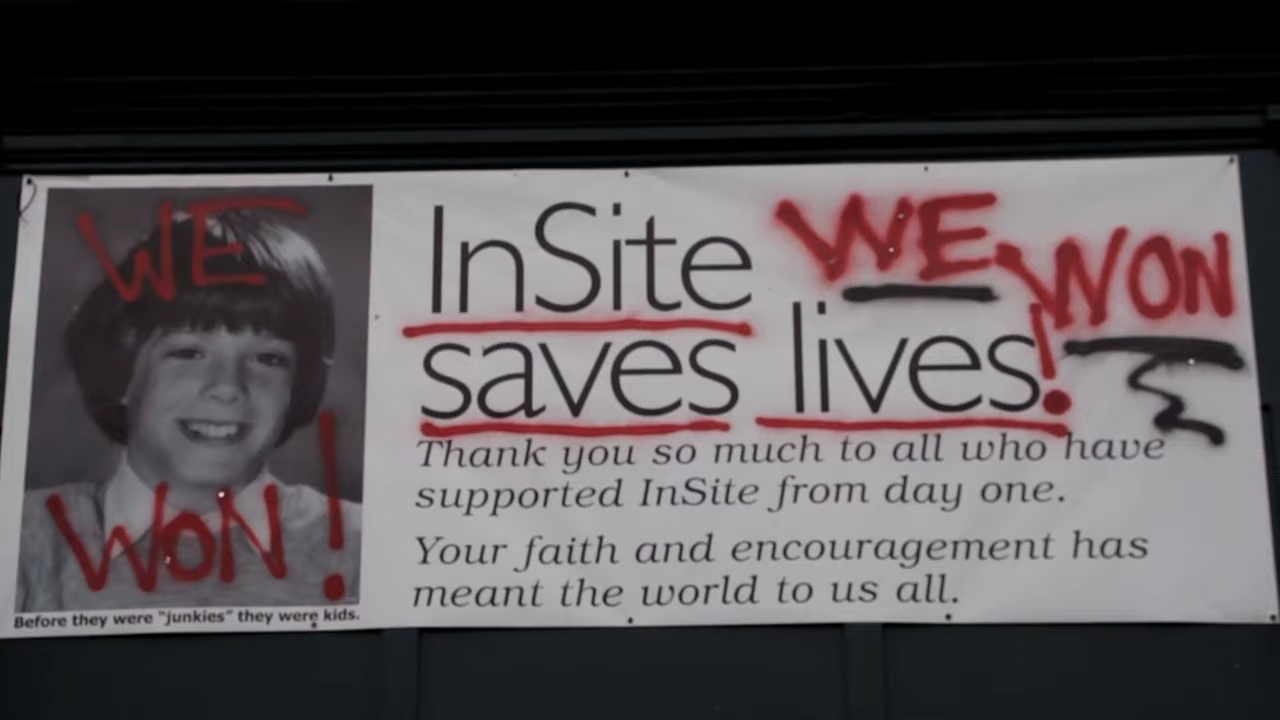 WE
WON!
Before they were "junkies" they were kids.
InSite
WE WON
saves lives!
Thank you so much to all who have
supported InSite from day one.
Your faith and encouragement has
meant the world to us all.